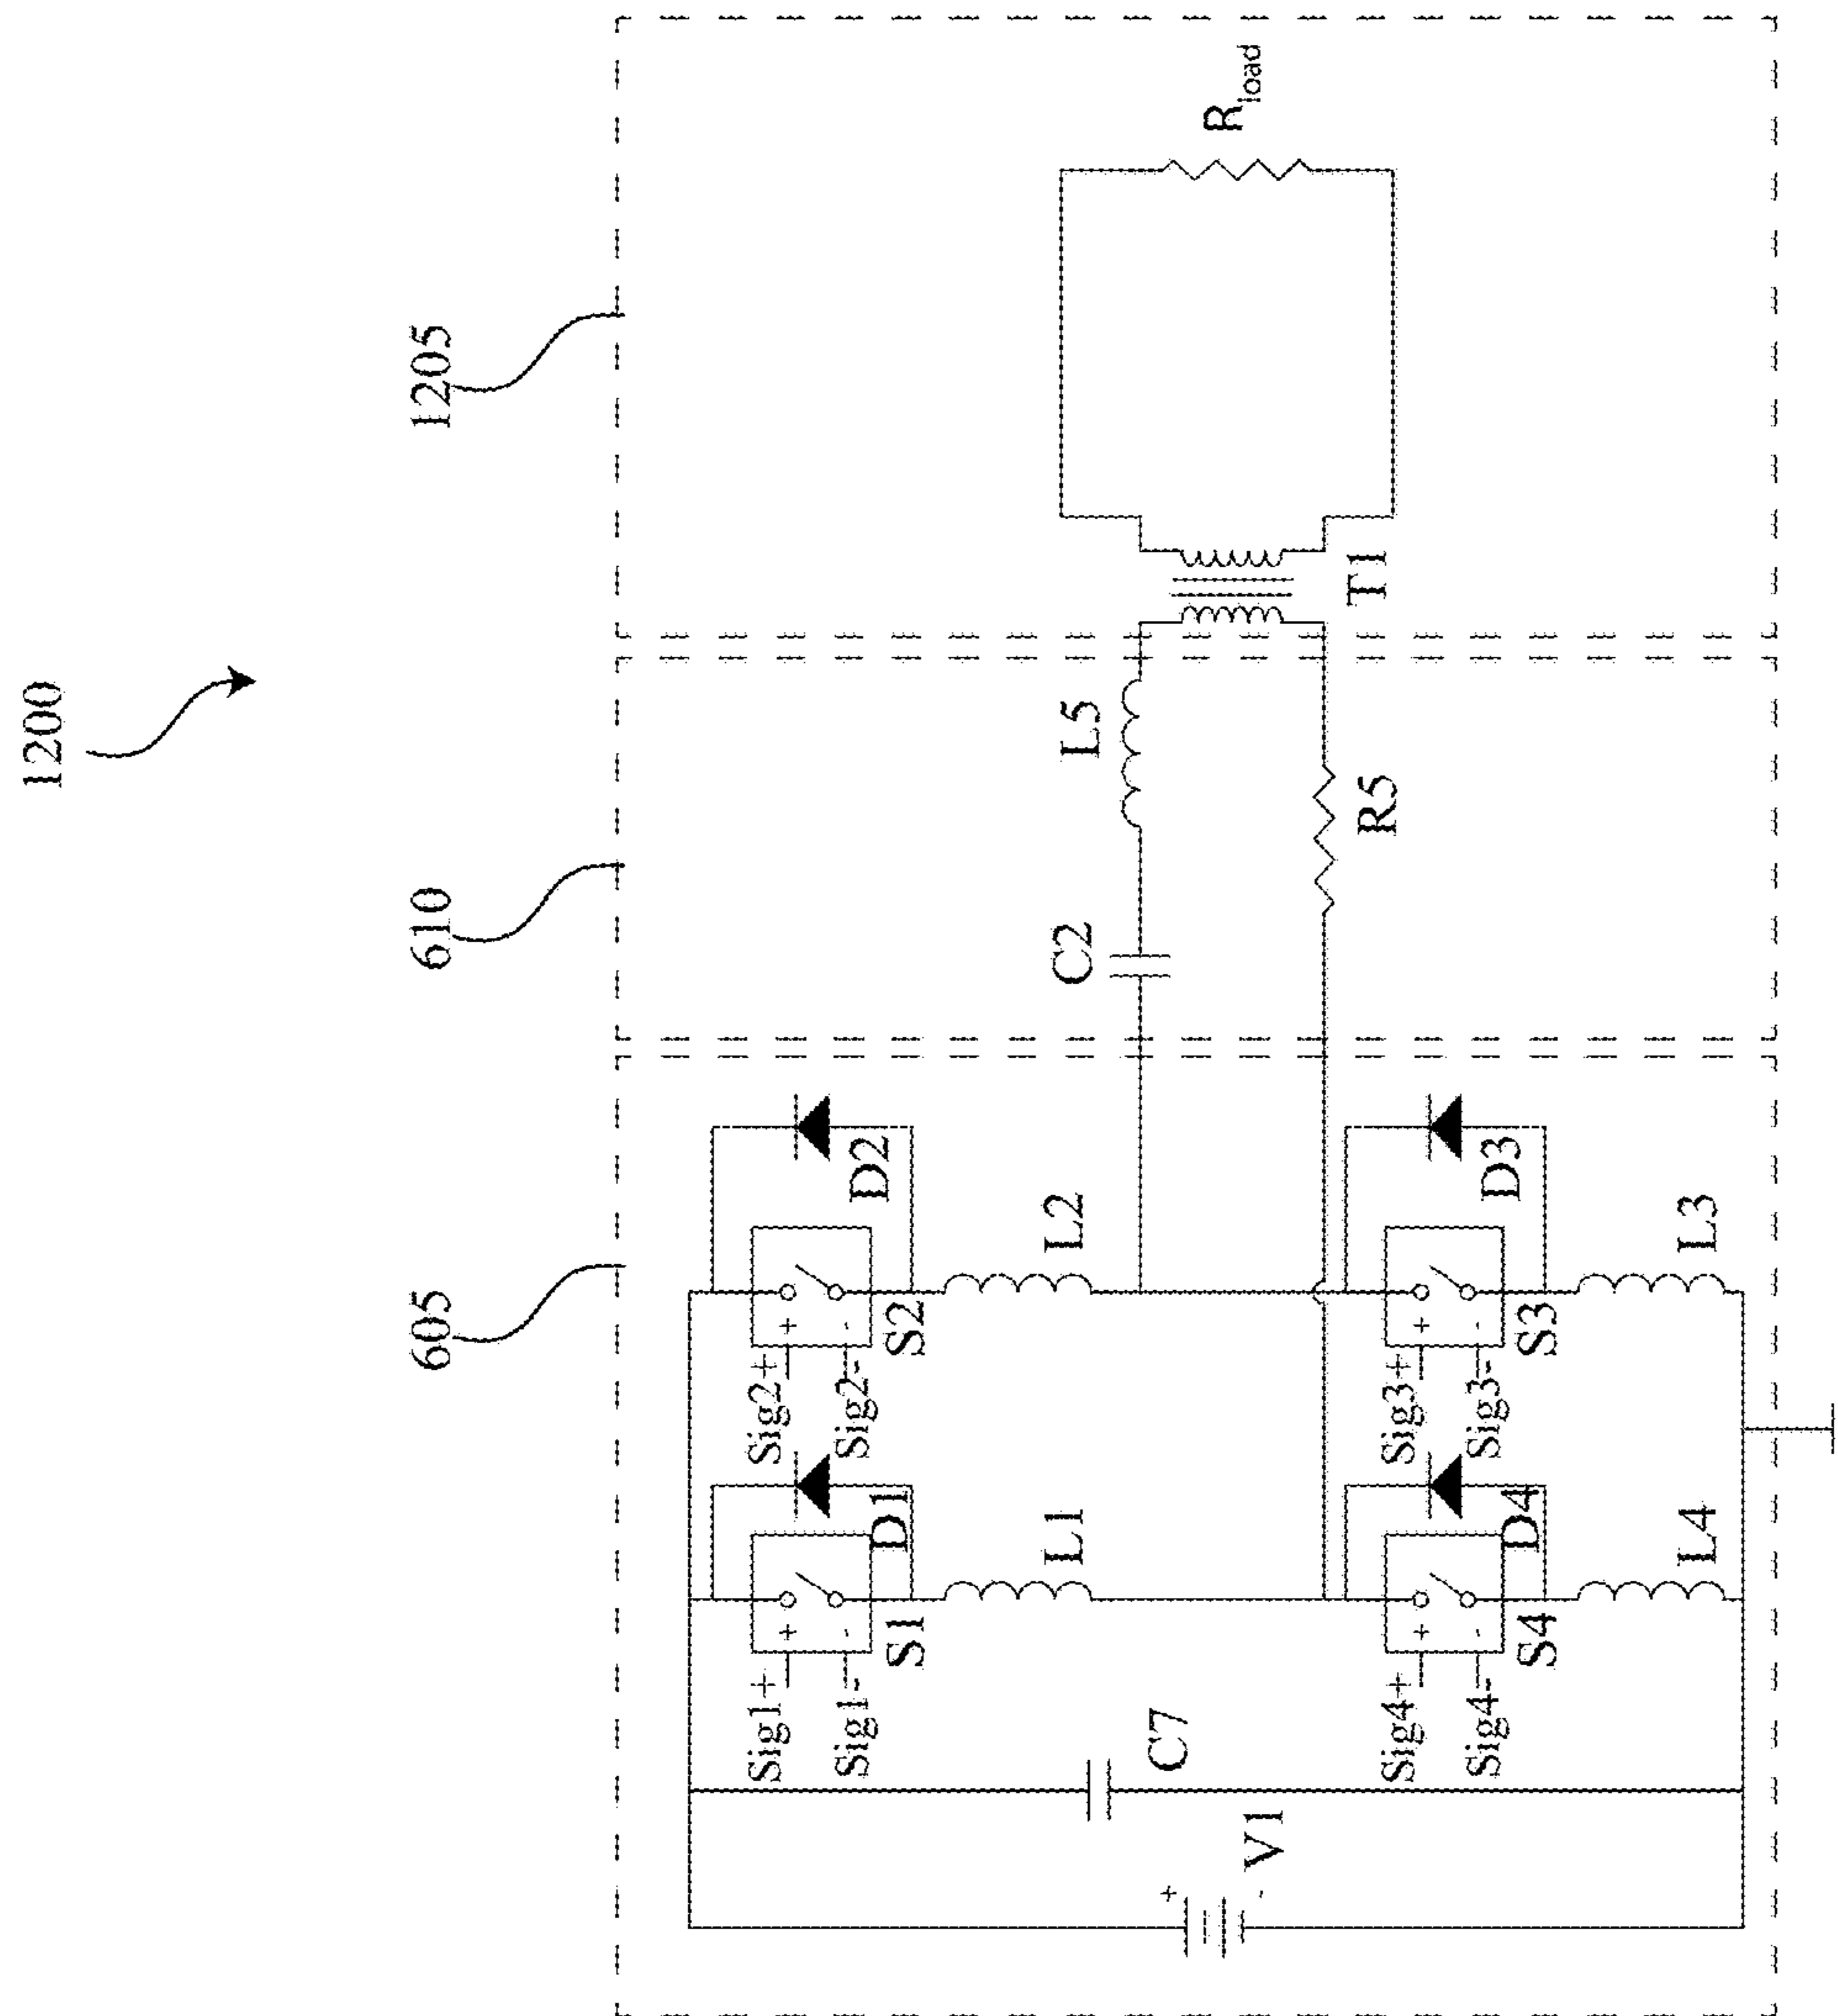 1200
605
610
1205
Sig1+
Sig1-
+
-
S1
D1
Sig2+
Sig2-
+
-
S2
D2
L1
L2
C7
+
-
V1
C2
L5
R5
T1
Rload
Sig4+
Sig4-
+
-
S4
D4
Sig3+
Sig3-
+
-
S3
D3
L4
L3